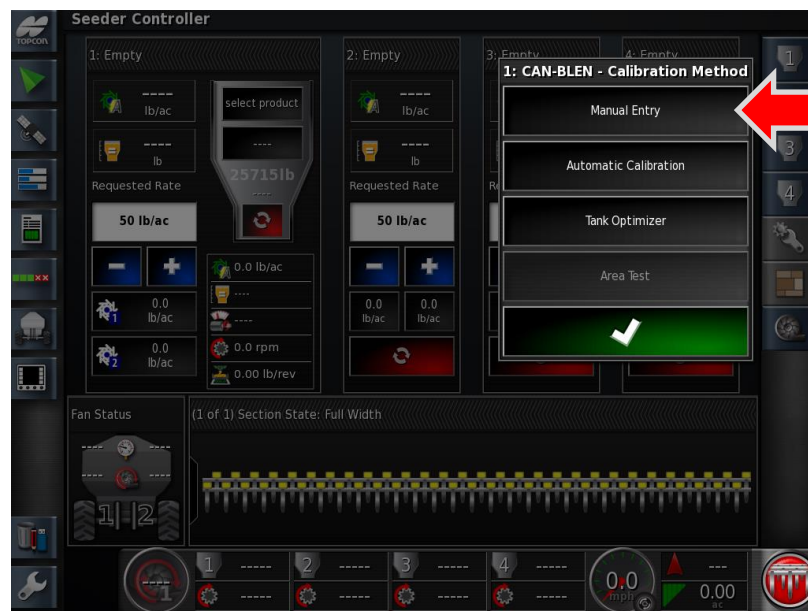 Seeder Controller
TOPCON
1: Empty
2: Empty
3: Empty
4: Empty
1: CAN-BLEN - Calibration Method
Manual Entry
Automatic Calibration
Tank Optimizer
Area Test
----
lb/ac
----
lb
Requested Rate
50 lb/ac
select product
----
25715lb
----
0.0
lb/ac
0.0
lb/ac
0.0 lb/ac
----
----
0.0 rpm
0.00 lb/rev
----
lb/ac
----
lb
Requested Rate
50 lb/ac
0.0
lb/ac
0.0
lb/ac
1
3
4
Fan Status
(1 of 1) Section State: Full Width
---- ----
---- ----
1 2
1 ----- 2 ----- 3 ----- 4 -----
----- ----- ----- -----
----
1
0.0
mph
---
0.00
ac